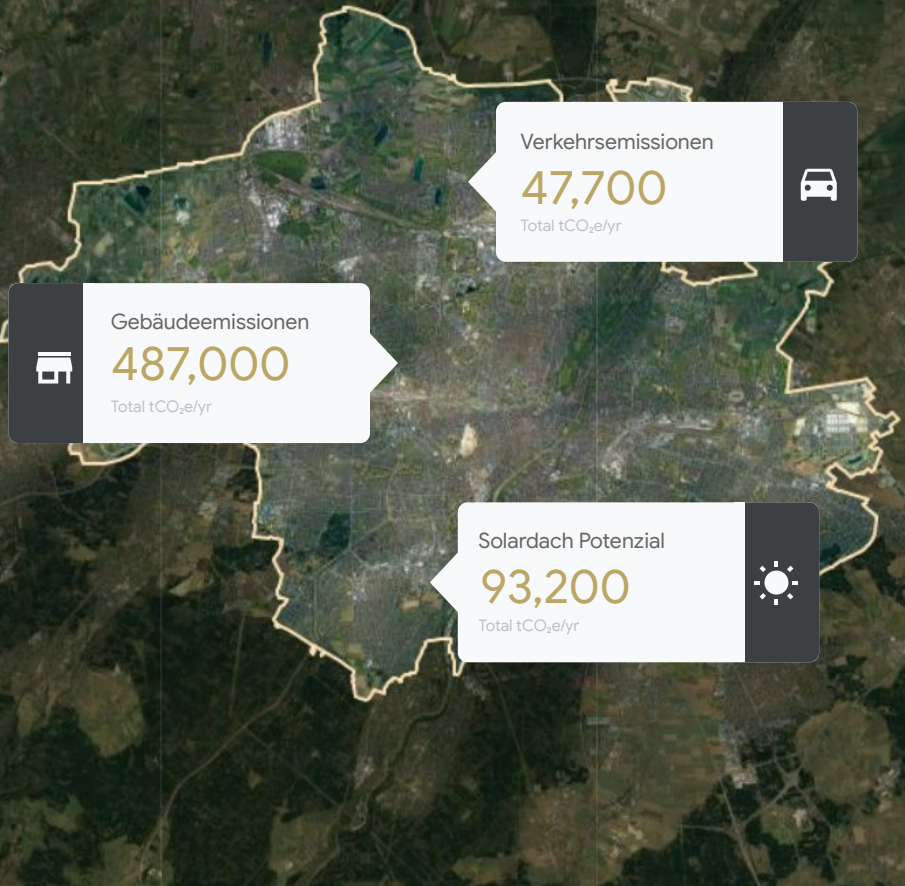 Verkehrsemissionen
47,700
Total tCO₂e/yr
Gebäudeemissionen
487,000
Total tCO₂e/yr
Solardach Potenzial
93,200
Total tCO₂e/yr